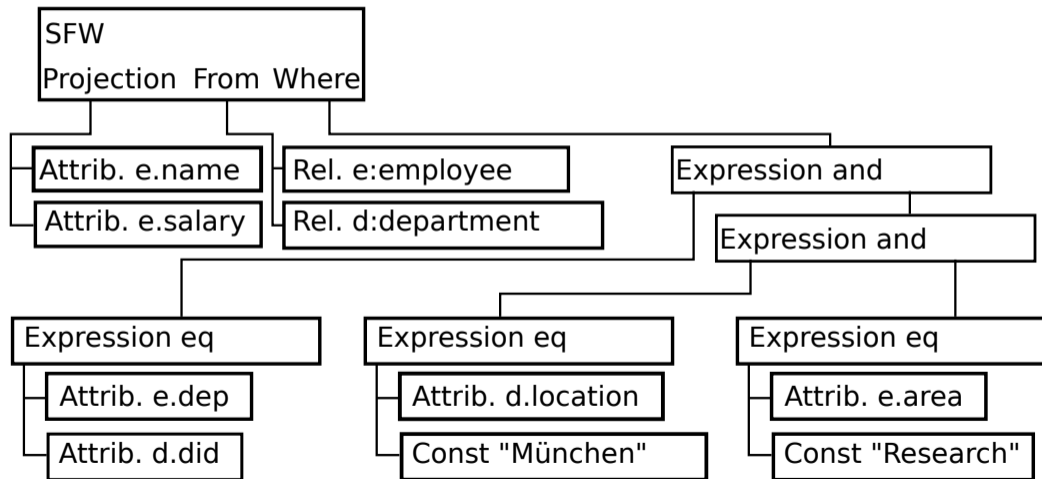 SFW
Projection From Where
Attrib. e.name
Rel. e:employee
Expression and
Attrib. e.salary
Rel. d:department
Expression and
Expression eq
Expression eq
Expression eq
Attrib. e.dep
Attrib. d.location
Attrib. e.area
Attrib. d.did
Const "München"
Const "Research"